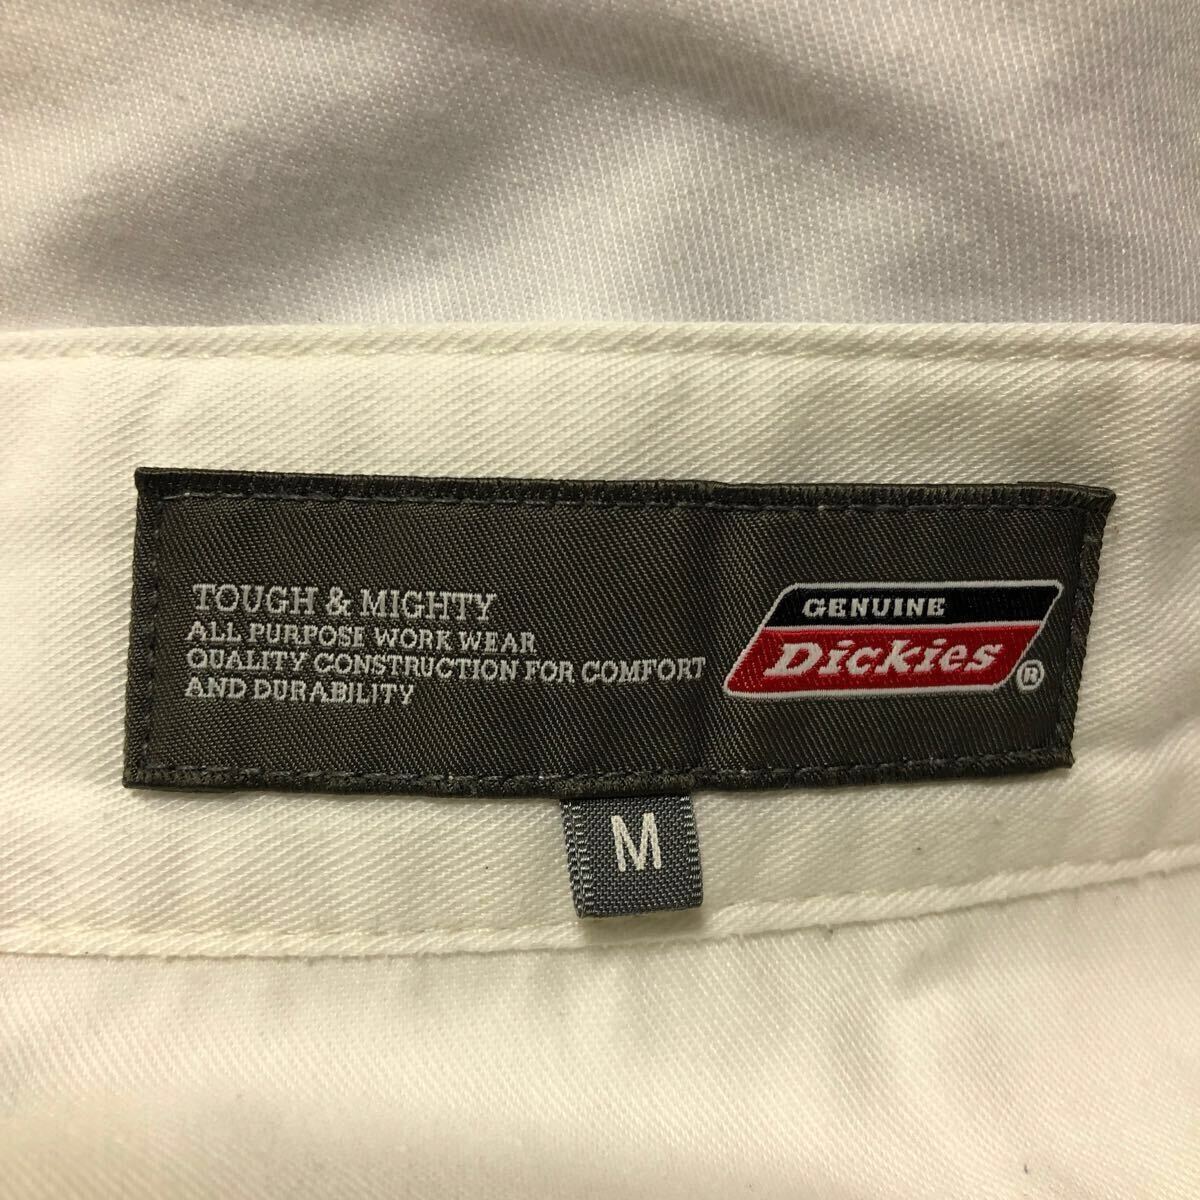 TOUGH & MIGHTY
ALL PURPOSE WORK WEAR
QUALITY CONSTRUCTION FOR COMFORT
AND DURABILITY
GENUINE
Dickies®
M